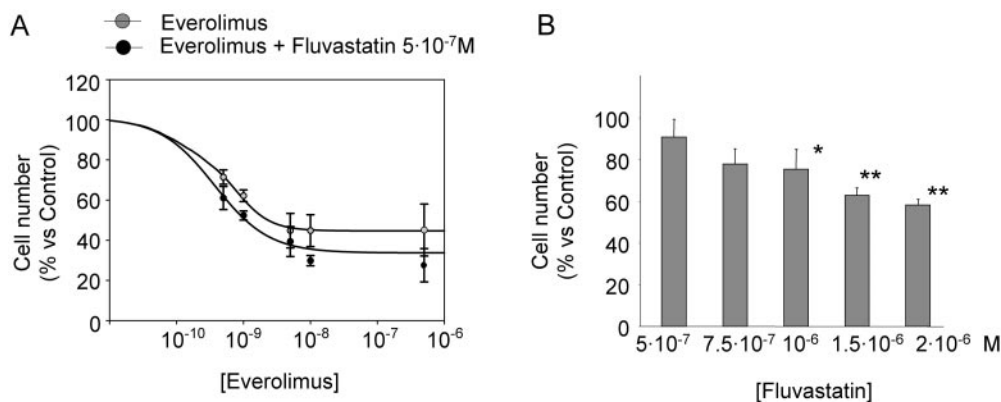 A
Everolimus
Everolimus + Fluvastatin 5·10⁻⁷M
Cell number
(% vs Control)
120
100
80
60
40
20
0
10⁻¹⁰ 10⁻⁹ 10⁻⁸ 10⁻⁷ 10⁻⁶
[Everolimus]
B
Cell number
(% vs Control)
100
80
60
40
20
0
*
**
**
5·10⁻⁷ 7.5·10⁻⁷ 10⁻⁶ 1.5·10⁻⁶ 2·10⁻⁶ M
[Fluvastatin]